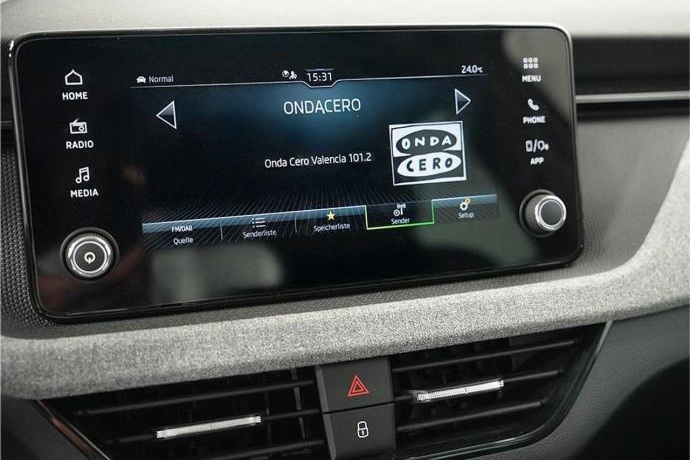 Normal
15:31
24.0°C
HOME
RADIO
MEDIA
ONDACERO
Onda Cero Valencia 101.2
ONDA
CERO
MENU
PHONE
APP
FM/DAB
Quelle
Senderliste
Speicherliste
Sender
Setup